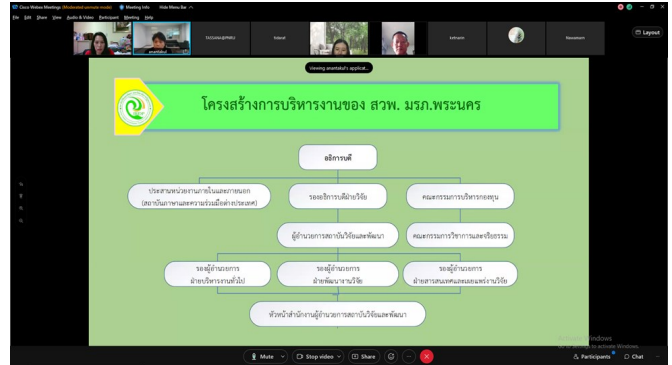 Cisco Webex Meetings (Moderated unmute mode) Meeting Info Hide Menu Bar
File Edit Share View Audio & Video Participant Meeting Help
anantakul
TASSANA@PNRU
Natawat
ketvarin
Nawamont
Layout
Viewing anantakul's applicat...
โครงสร้างการบริหารงานของ สวพ. มรภ.พระนคร
อธิการบดี
ประสานหน่วยงานภายในและภายนอก
(สถาบันภาษาและความร่วมมือต่างประเทศ)
รองอธิการบดีฝ่ายวิจัย
คณะกรรมการบริหารกองทุน
ผู้อำนวยการสถาบันวิจัยและพัฒนา
คณะกรรมการวิชาการและจริยธรรม
รองผู้อำนวยการ
ฝ่ายบริหารงานทั่วไป
รองผู้อำนวยการ
ฝ่ายพัฒนางานวิจัย
รองผู้อำนวยการ
ฝ่ายสารสนเทศและเผยแพร่งานวิจัย
หัวหน้าสำนักงานผู้อำนวยการสถาบันวิจัยและพัฒนา
Activate Windows
Go to Settings to activate Windows.
Mute Stop video Share Participants Chat